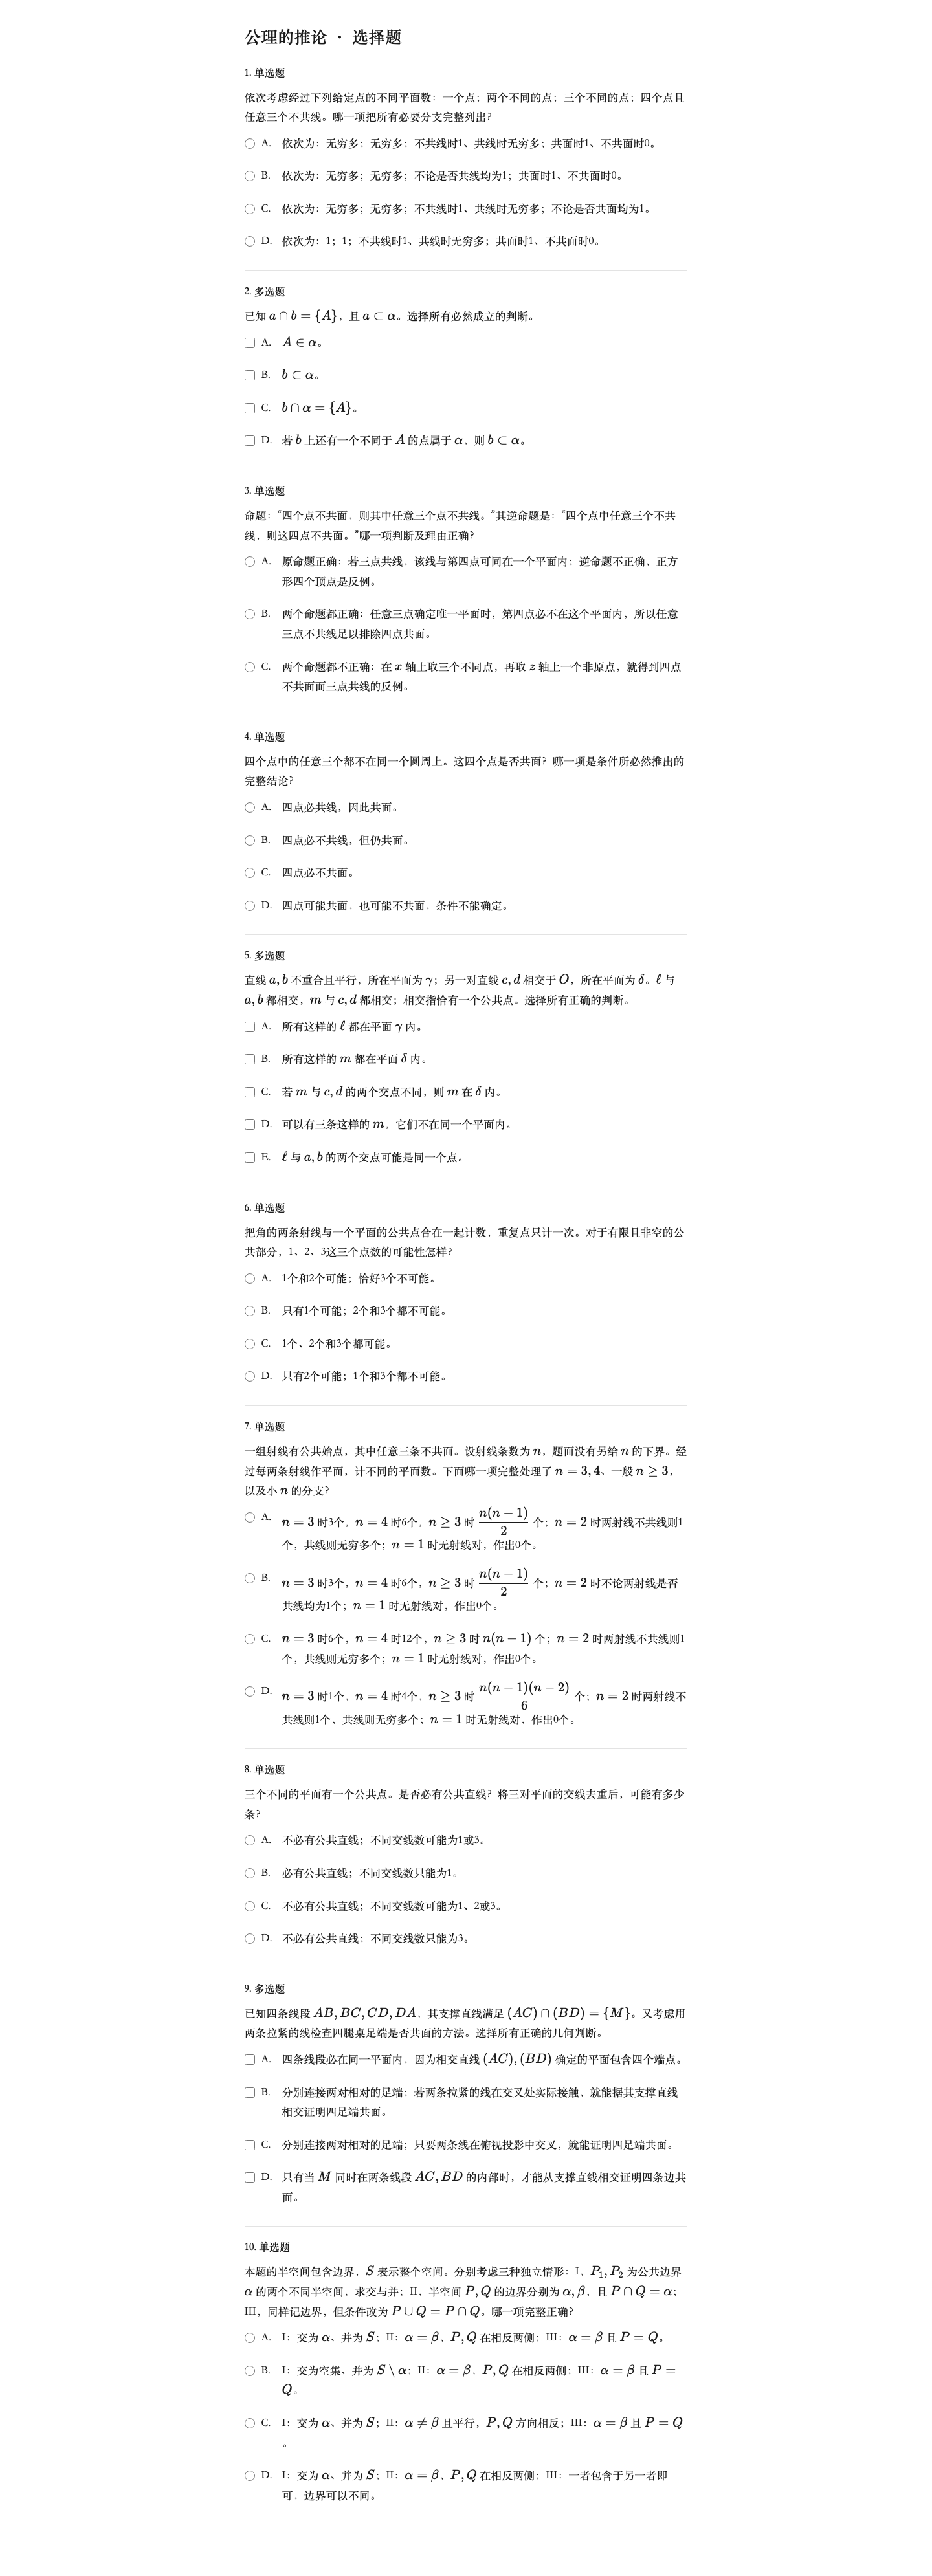 公理的推论 · 选择题
1. 单选题
依次考虑经过下列给定点的不同平面数：一个点；两个不同的点；三个不同的点；四个点且
任意三个不共线。哪一项把所有必要分支完整列出？
A. 依次为：无穷多；无穷多；不共线时1、共线时无穷多；共面时1、不共面时0。
B. 依次为：无穷多；无穷多；不论是否共线均为1；共面时1、不共面时0。
C. 依次为：无穷多；无穷多；不共线时1、共线时无穷多；不论是否共面均为1。
D. 依次为：1；1；不共线时1、共线时无穷多；共面时1、不共面时0。
2. 多选题
已知 a ∩ b = {A}，且 a ⊂ α。选择所有必然成立的判断。
A. A ∈ α。
B. b ⊂ α。
C. b ∩ α = {A}。
D. 若 b 上还有一个不同于 A 的点属于 α，则 b ⊂ α。
3. 单选题
命题：“四个点不共面，则其中任意三个点不共线。”其逆命题是：“四个点中任意三个不共
线，则这四点不共面。”哪一项判断及理由正确？
A. 原命题正确：若三点共线，该线与第四点可同在一个平面内；逆命题不正确，正方
形四个顶点是反例。
B. 两个命题都正确：任意三点确定唯一平面时，第四点必不在这个平面内，所以任意
三点不共线足以排除四点共面。
C. 两个命题都不正确：在 x 轴上取三个不同点，再取 z 轴上一个非原点，就得到四点
不共面而三点共线的反例。
4. 单选题
四个点中的任意三个都不在同一个圆周上。这四个点是否共面？哪一项是条件所必然推出的
完整结论？
A. 四点必共线，因此共面。
B. 四点必不共线，但仍共面。
C. 四点必不共面。
D. 四点可能共面，也可能不共面，条件不能确定。
5. 多选题
直线 a, b 不重合且平行，所在平面为 γ；另一对直线 c, d 相交于 O，所在平面为 δ。ℓ 与
a, b 都相交，m 与 c, d 都相交；相交指恰有一个公共点。选择所有正确的判断。
A. 所有这样的 ℓ 都在平面 γ 内。
B. 所有这样的 m 都在平面 δ 内。
C. 若 m 与 c, d 的两个交点不同，则 m 在 δ 内。
D. 可以有三条这样的 m，它们不在同一个平面内。
E. ℓ 与 a, b 的两个交点可能是同一个点。
6. 单选题
把角的两条射线与一个平面的公共点合在一起计数，重复点只计一次。对于有限且非空的公
共部分，1、2、3这三个点数的可能性怎样？
A. 1个和2个可能；恰好3个不可能。
B. 只有1个可能；2个和3个都不可能。
C. 1个、2个和3个都可能。
D. 只有2个可能；1个和3个都不可能。
7. 单选题
一组射线有公共始点，其中任意三条不共面。设射线条数为 n，题面没有另给 n 的下界。经
过每两条射线作平面，计不同的平面数。下面哪一项完整处理了 n = 3, 4、一般 n ≥ 3，
以及小 n 的分支？
A. n = 3 时3个，n = 4 时6个，n ≥ 3 时 n(n − 1)/2 个；n = 2 时两射线不共线则1
个，共线则无穷多个；n = 1 时无射线对，作出0个。
B. n = 3 时3个，n = 4 时6个，n ≥ 3 时 n(n − 1)/2 个；n = 2 时不论两射线是否
共线均为1个；n = 1 时无射线对，作出0个。
C. n = 3 时6个，n = 4 时12个，n ≥ 3 时 n(n − 1) 个；n = 2 时两射线不共线则1
个，共线则无穷多个；n = 1 时无射线对，作出0个。
D. n = 3 时1个，n = 4 时4个，n ≥ 3 时 n(n − 1)(n − 2)/6 个；n = 2 时两射线不
共线则1个，共线则无穷多个；n = 1 时无射线对，作出0个。
8. 单选题
三个不同的平面有一个公共点。是否必有公共直线？将三对平面的交线去重后，可能有多少
条？
A. 不必有公共直线；不同交线数可能为1或3。
B. 必有公共直线；不同交线数只能为1。
C. 不必有公共直线；不同交线数可能为1、2或3。
D. 不必有公共直线；不同交线数只能为3。
9. 多选题
已知四条线段 AB, BC, CD, DA，其支撑直线满足 (AC) ∩ (BD) = {M}。又考虑用
两条拉紧的线检查四腿桌足端是否共面的方法。选择所有正确的几何判断。
A. 四条线段必在同一平面内，因为相交直线 (AC), (BD) 确定的平面包含四个端点。
B. 分别连接两对相对的足端；若两条拉紧的线在交叉处实际接触，就能据其支撑直线
相交证明四足端共面。
C. 分别连接两对相对的足端；只要两条线在俯视投影中交叉，就能证明四足端共面。
D. 只有当 M 同时在两条线段 AC, BD 的内部时，才能从支撑直线相交证明四条边共
面。
10. 单选题
本题的半空间包含边界，S 表示整个空间。分别考虑三种独立情形：I，P₁, P₂ 为公共边界
α 的两个不同半空间，求交与并；II，半空间 P, Q 的边界分别为 α, β，且 P ∩ Q = α；
III，同样记边界，但条件改为 P ∪ Q = P ∩ Q。哪一项完整正确？
A. I：交为 α、并为 S；II：α = β，P, Q 在相反两侧；III：α = β 且 P = Q。
B. I：交为空集、并为 S \ α；II：α = β，P, Q 在相反两侧；III：α = β 且 P =
Q。
C. I：交为 α、并为 S；II：α ≠ β 且平行，P, Q 方向相反；III：α = β 且 P = Q
。
D. I：交为 α、并为 S；II：α = β，P, Q 在相反两侧；III：一者包含于另一者即
可，边界可以不同。